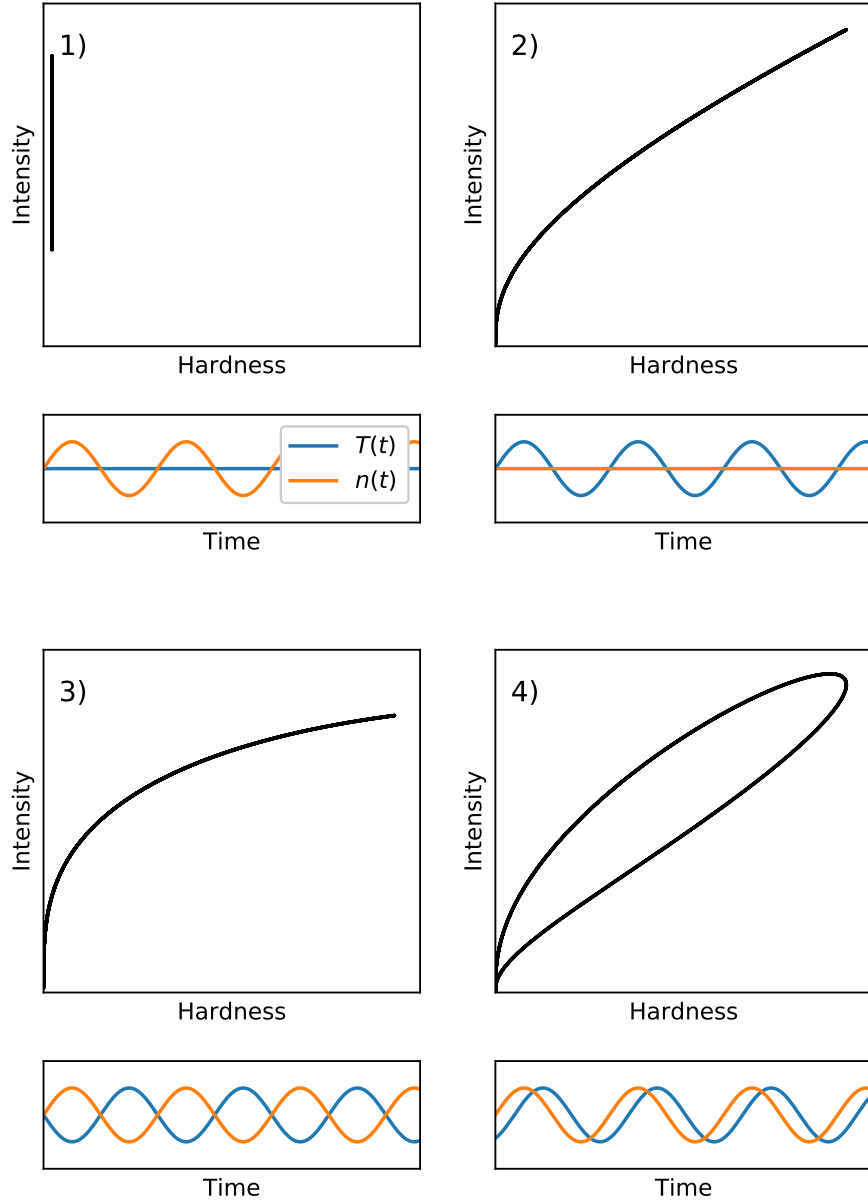 1)
Intensity
Hardness
2)
Intensity
Hardness
T(t)
n(t)
Time
Time
3)
Intensity
Hardness
4)
Intensity
Hardness
Time
Time